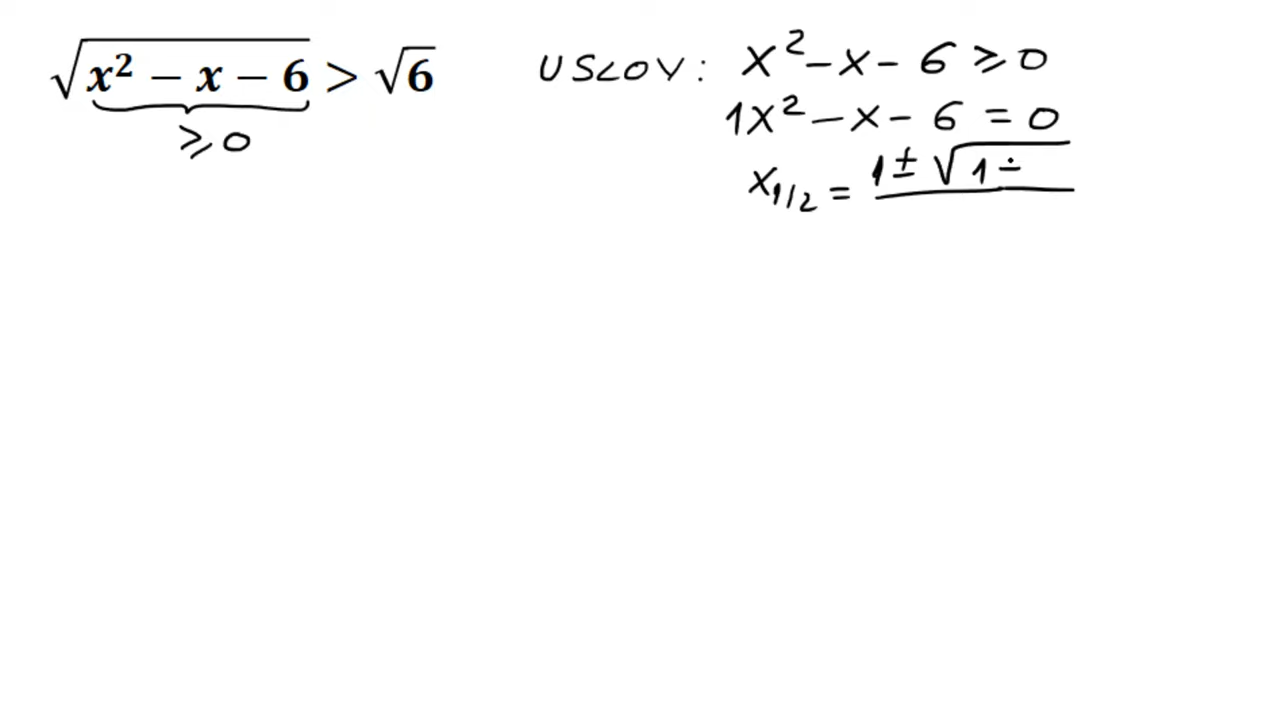 √(x² − x − 6) > √6
≥ 0
USLOV: x² − x − 6 ≥ 0
1x² − x − 6 = 0
x₁/₂ = 1 ± √1 ÷